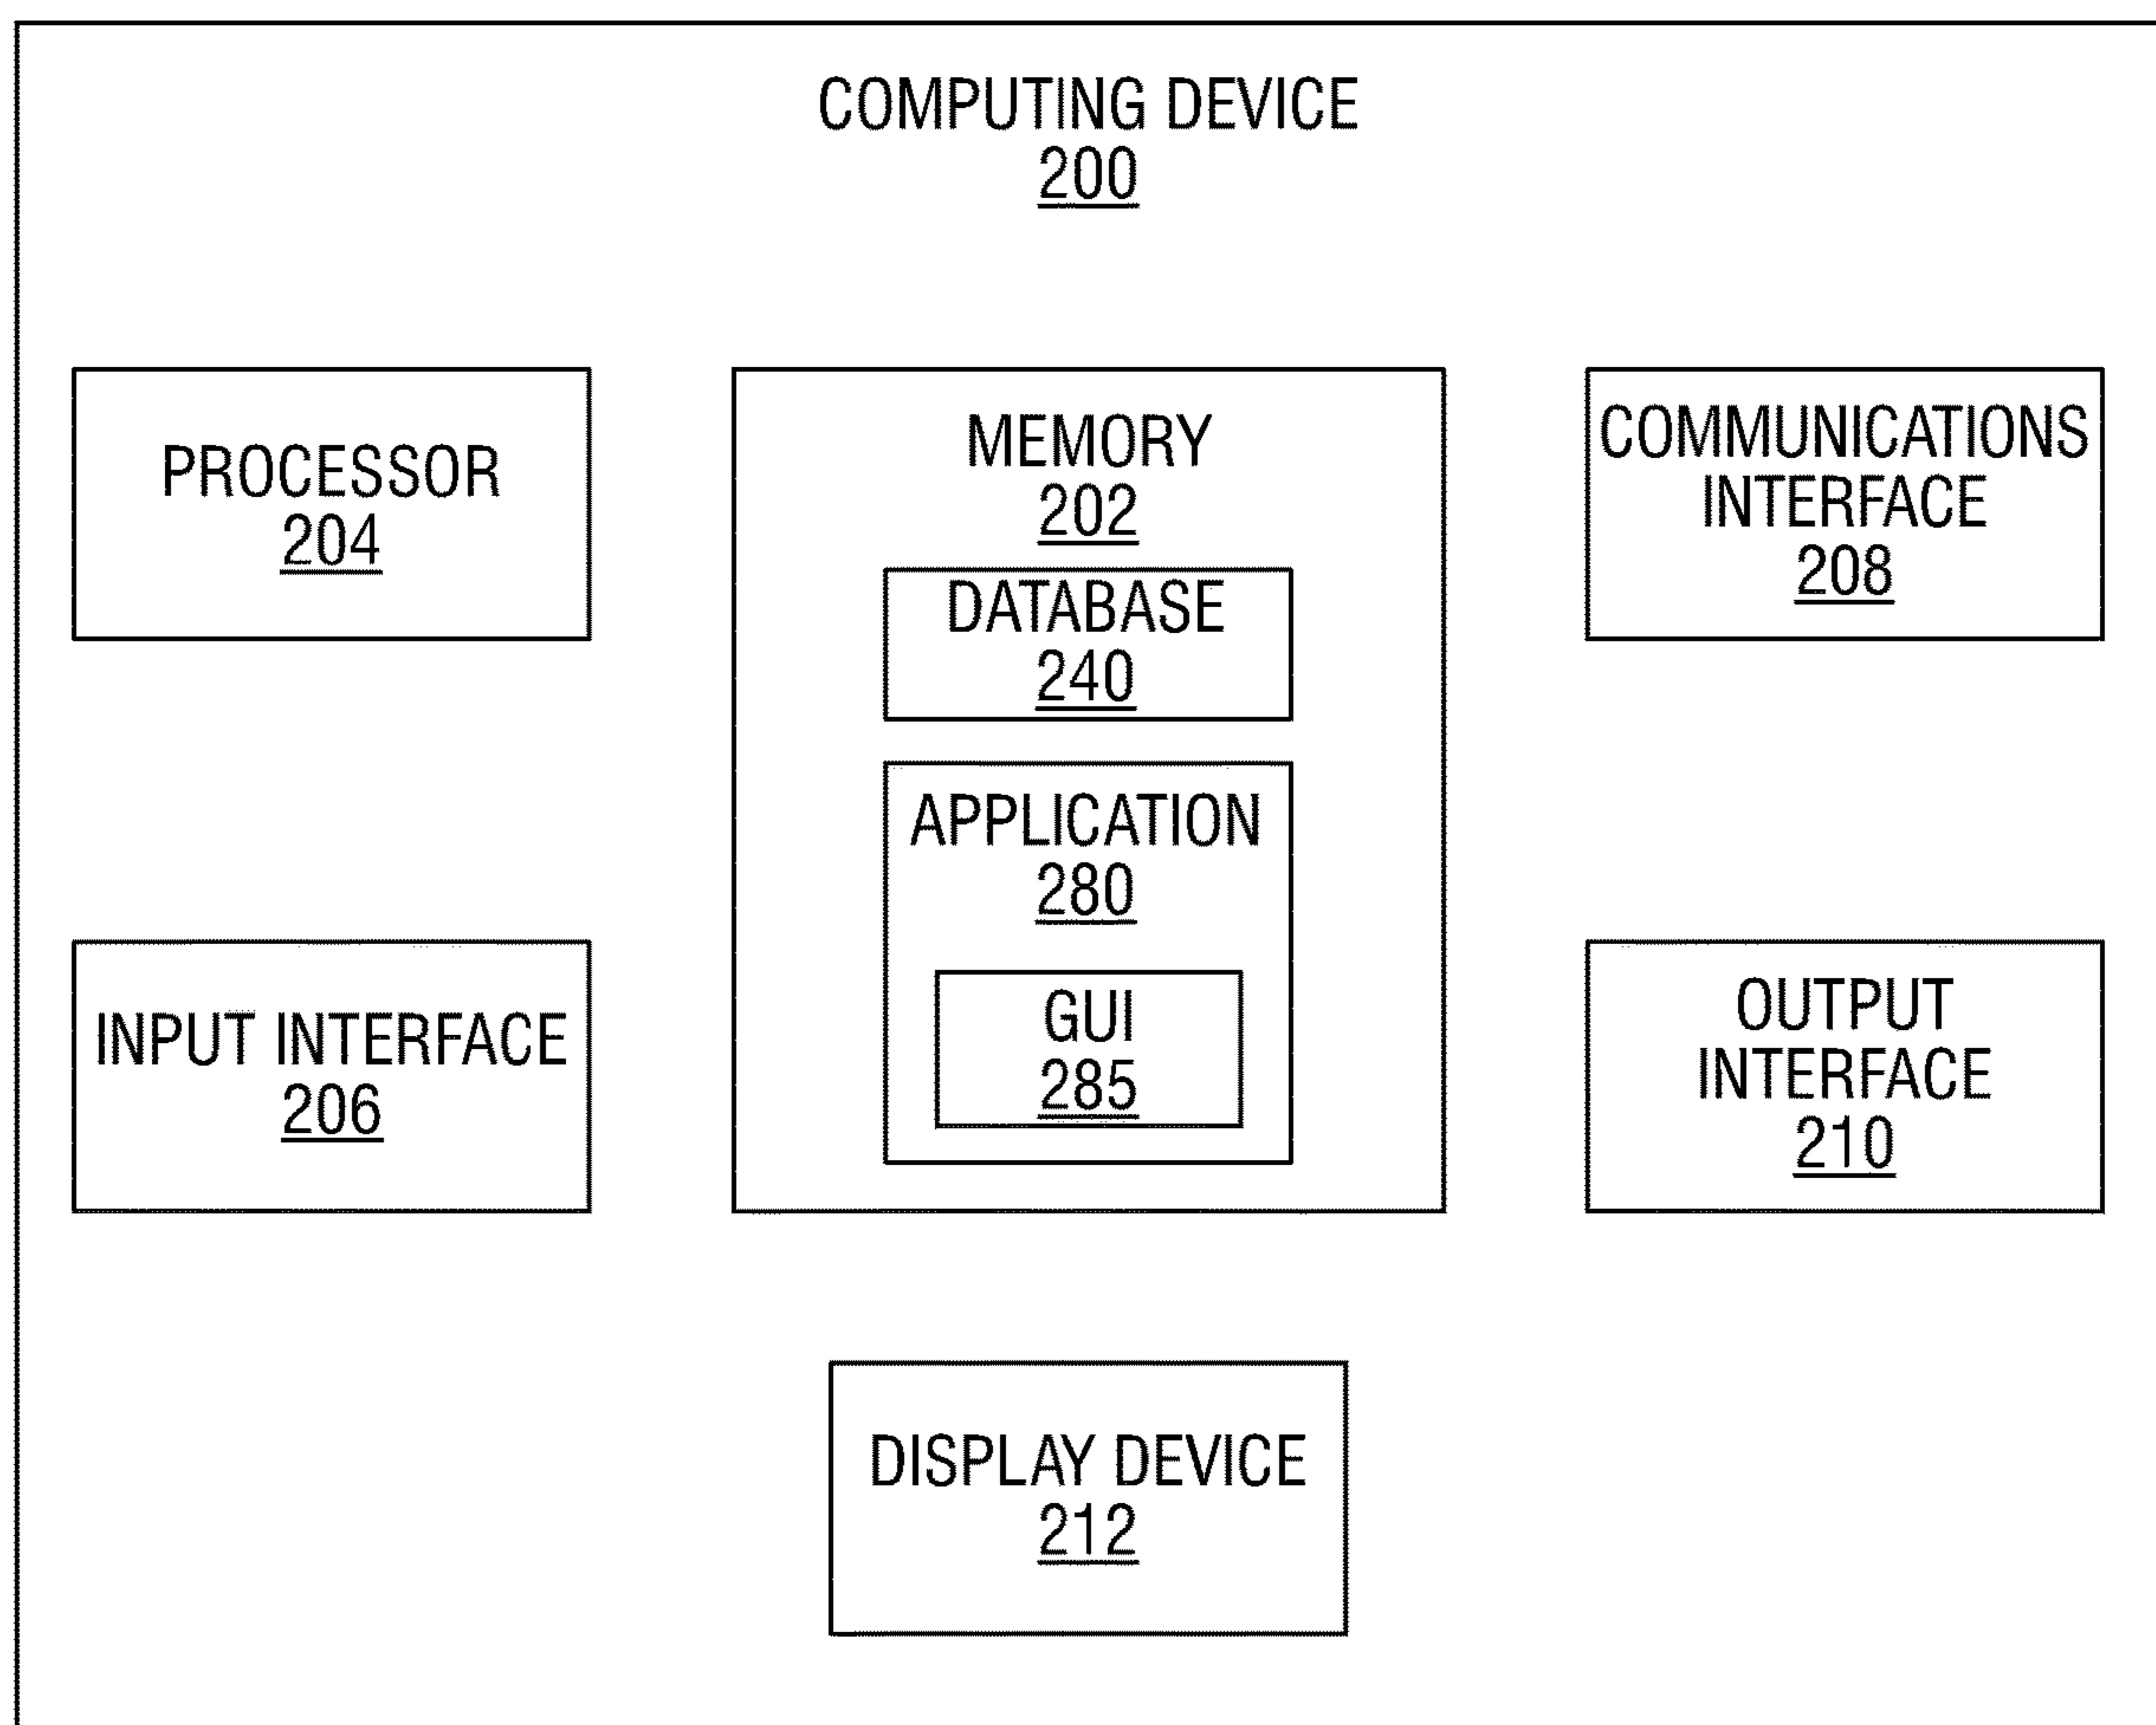 COMPUTING DEVICE
200
PROCESSOR
204
MEMORY
202
DATABASE
240
APPLICATION
280
GUI
285
COMMUNICATIONS
INTERFACE
208
INPUT INTERFACE
206
OUTPUT
INTERFACE
210
DISPLAY DEVICE
212